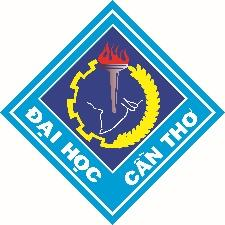 ĐẠI HỌC
CẦN THƠ